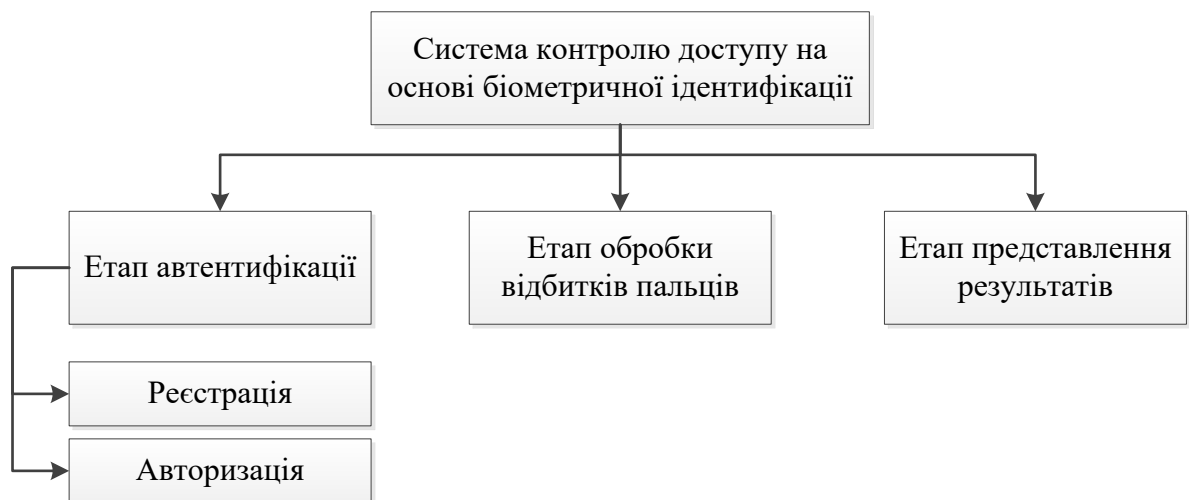 Система контролю доступу на
основі біометричної ідентифікації
Етап автентифікації
Етап обробки
відбитків пальців
Етап представлення
результатів
Реєстрація
Авторизація